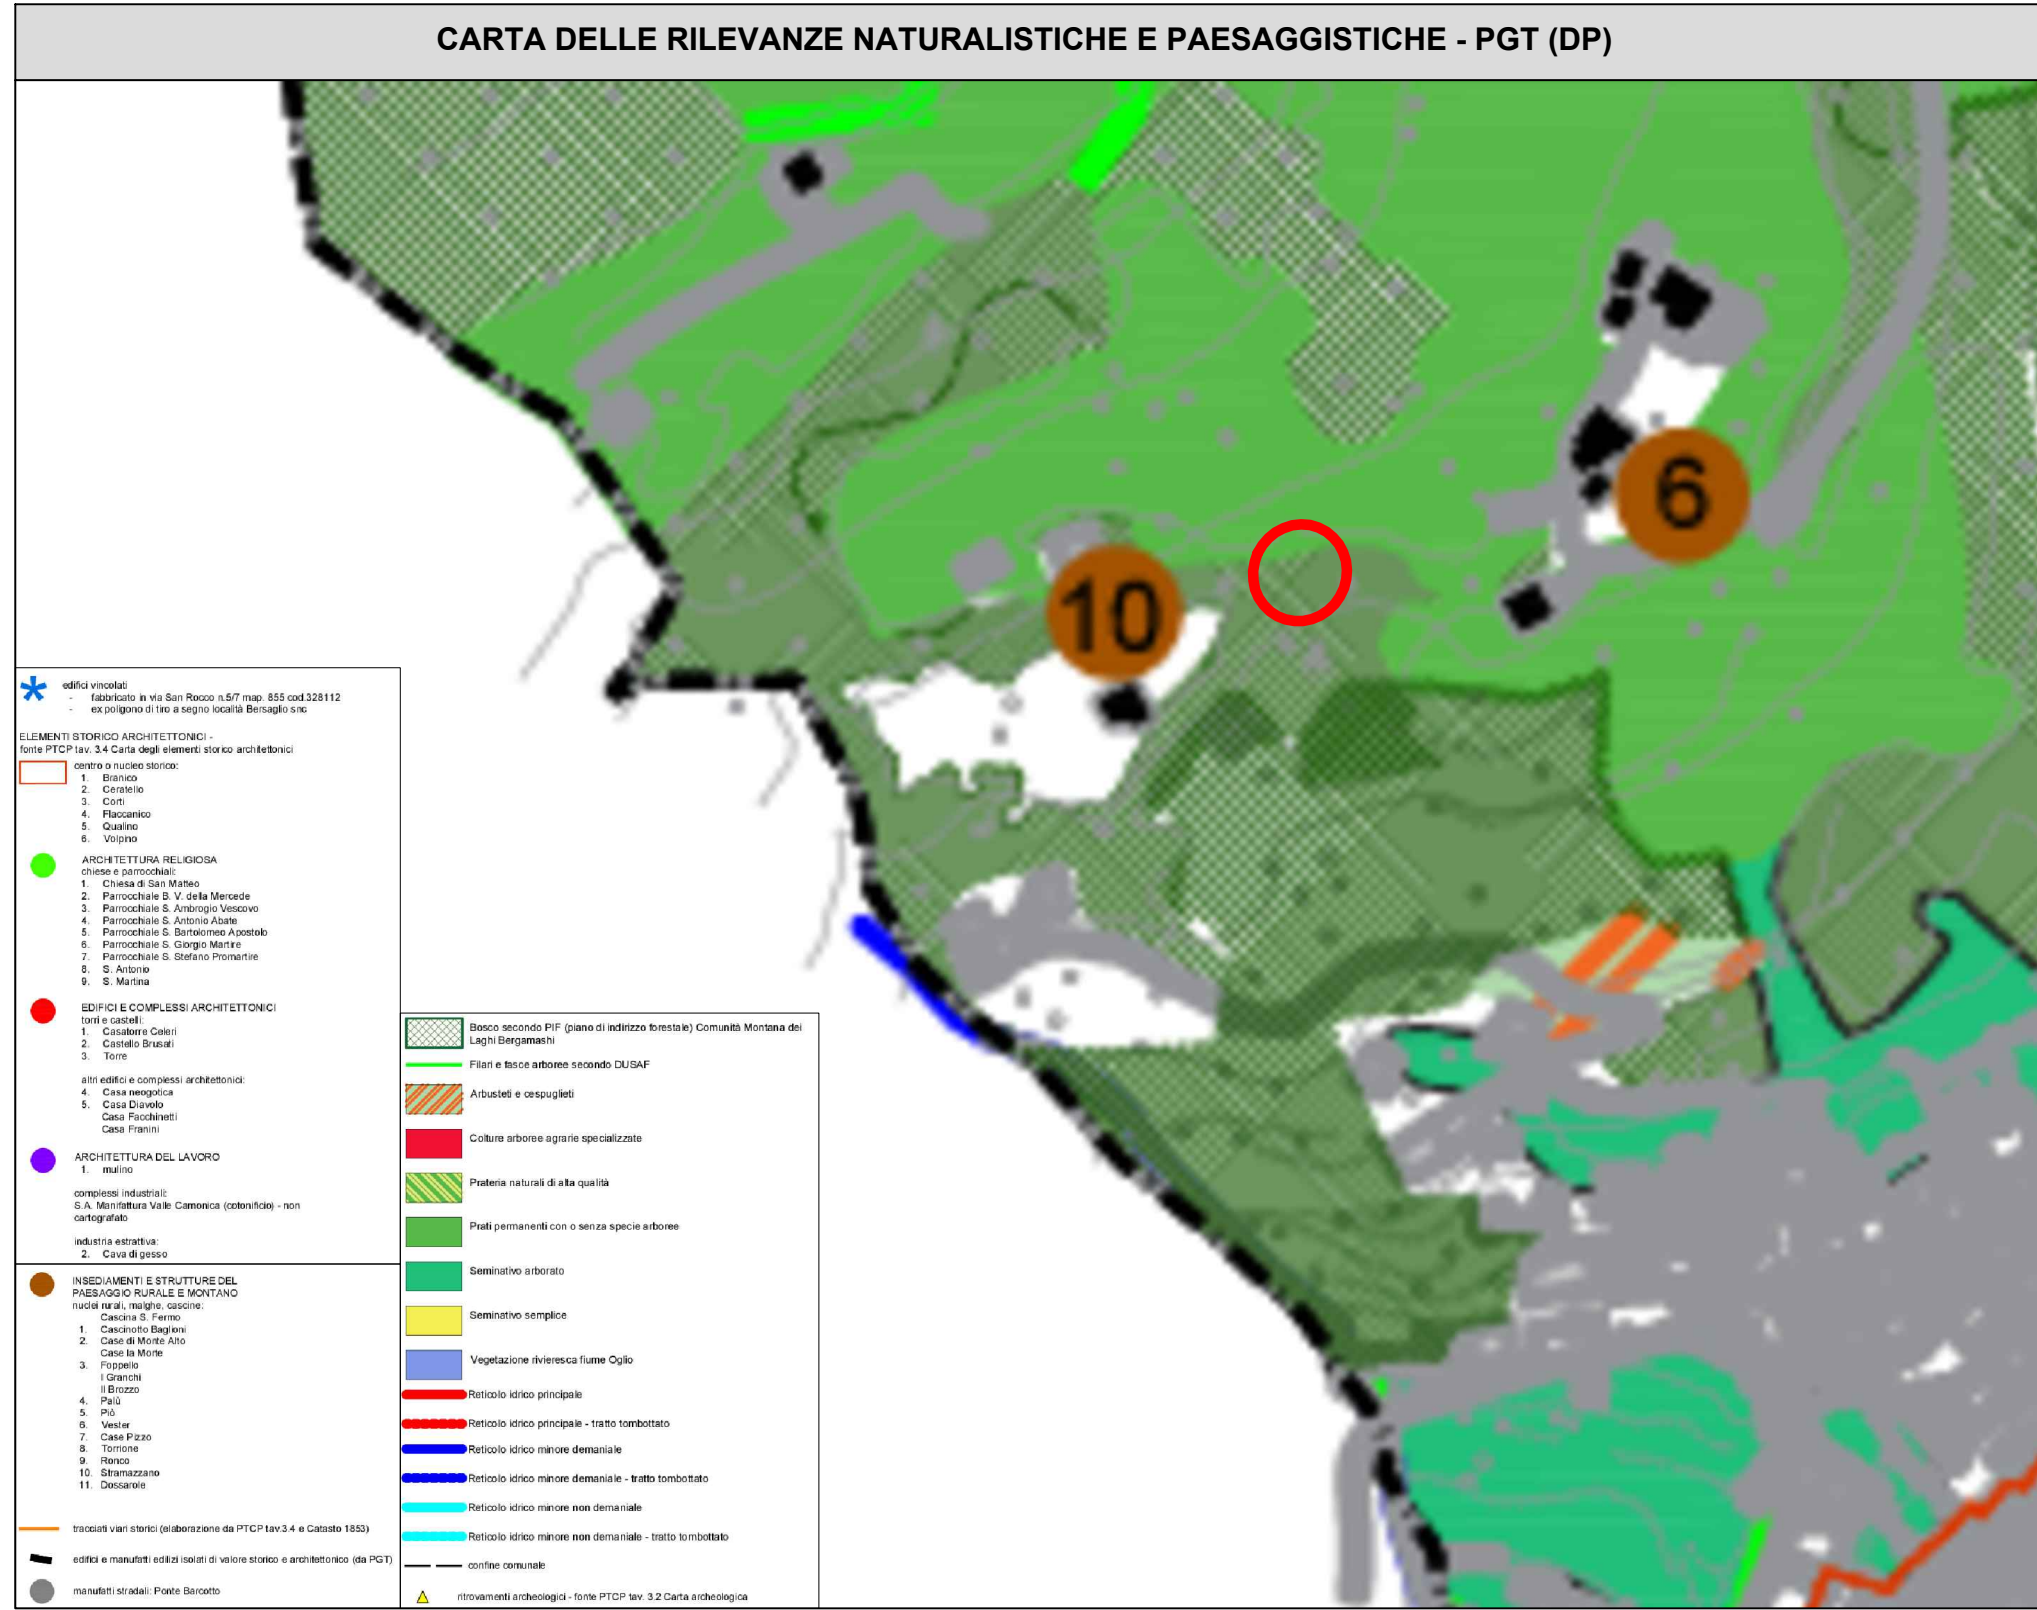 CARTA DELLE RILEVANZE NATURALISTICHE E PAESAGGISTICHE - PGT (DP)
6
10
edifici vincolati
- fabbricato in via San Rocco n.5/7 map. 855 cod.328112
- ex poligono di tiro a segno località Bersaglio snc
ELEMENTI STORICO ARCHITETTONICI -
fonte PTCP tav. 3.4 Carta degli elementi storico architettonici
centro o nucleo storico:
1. Branico
2. Ceratello
3. Corti
4. Flaccanico
5. Qualino
6. Volpino
ARCHITETTURA RELIGIOSA
chiese e parrocchiali:
1. Chiesa di San Matteo
2. Parrocchiale B. V. della Mercede
3. Parrocchiale S. Ambrogio Vescovo
4. Parrocchiale S. Antonio Abate
5. Parrocchiale S. Bartolomeo Apostolo
6. Parrocchiale S. Giorgio Martire
7. Parrocchiale S. Stefano Promartire
8. S. Antonio
9. S. Martina
EDIFICI E COMPLESSI ARCHITETTONICI
torri e castelli:
1. Casatorre Celeri
2. Castello Brusati
3. Torre
altri edifici e complessi architettonici:
4. Casa neogotica
5. Casa Diavolo
Casa Facchinetti
Casa Franini
ARCHITETTURA DEL LAVORO
1. mulino
complessi industriali:
S.A. Manifattura Valle Camonica (cotonificio) - non
cartografato
industria estrattiva:
2. Cava di gesso
INSEDIAMENTI E STRUTTURE DEL
PAESAGGIO RURALE E MONTANO
nuclei rurali, malghe, cascine:
Cascina S. Fermo
1. Cascinotto Baglioni
2. Case di Monte Alto
Case la Morte
3. Foppello
I Granchi
Il Brozzo
4. Palù
5. Piò
6. Vester
7. Case Pizzo
8. Torrione
9. Ronco
10. Stramazzano
11. Dossarole
tracciati viari storici (elaborazione da PTCP tav.3.4 e Catasto 1853)
edifici e manufatti edilizi isolati di valore storico e architettonico (da PGT)
manufatti stradali: Ponte Barcotto
Bosco secondo PIF (piano di indirizzo forestale) Comunità Montana dei
Laghi Bergamashi
Filari e fasce arboree secondo DUSAF
Arbusteti e cespuglieti
Colture arboree agrarie specializzate
Prateria naturali di alta qualità
Prati permanenti con o senza specie arboree
Seminativo arborato
Seminativo semplice
Vegetazione rivieresca fiume Oglio
Reticolo idrico principale
Reticolo idrico principale - tratto tombottato
Reticolo idrico minore demaniale
Reticolo idrico minore demaniale - tratto tombottato
Reticolo idrico minore non demaniale
Reticolo idrico minore non demaniale - tratto tombottato
confine comunale
ritrovamenti archeologici - fonte PTCP tav. 3.2 Carta archeologica